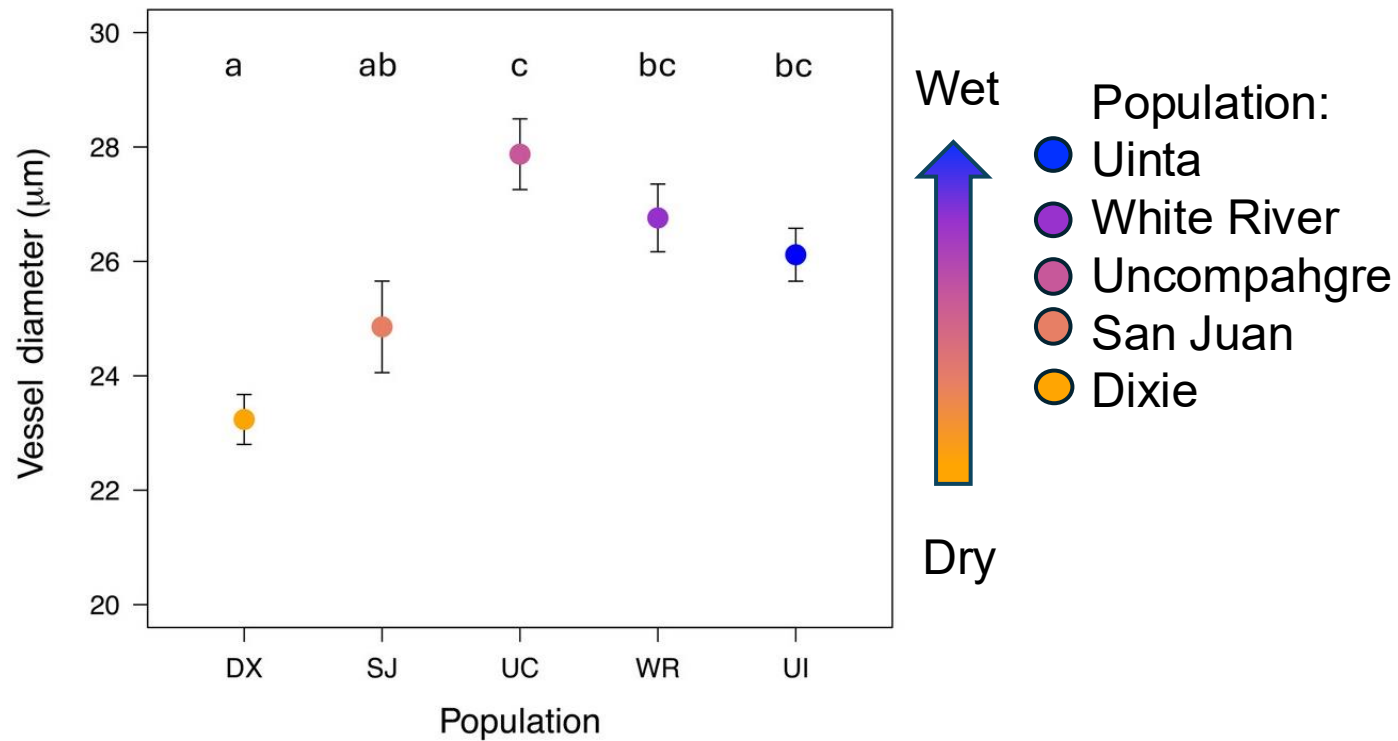 30
28
26
24
22
20
Vessel diameter (μm)
a ab c bc bc
DX SJ UC WR UI
Population
Wet
Dry
Population:
Uinta
White River
Uncompahgre
San Juan
Dixie